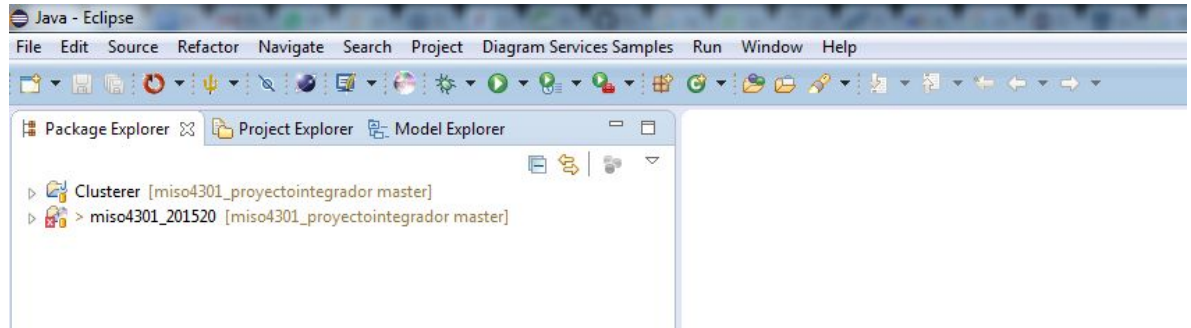 Java - Eclipse
File Edit Source Refactor Navigate Search Project Diagram Services Samples Run Window Help
Package Explorer Project Explorer Model Explorer
Clusterer [miso4301_proyectointegrador master]
> miso4301_201520 [miso4301_proyectointegrador master]